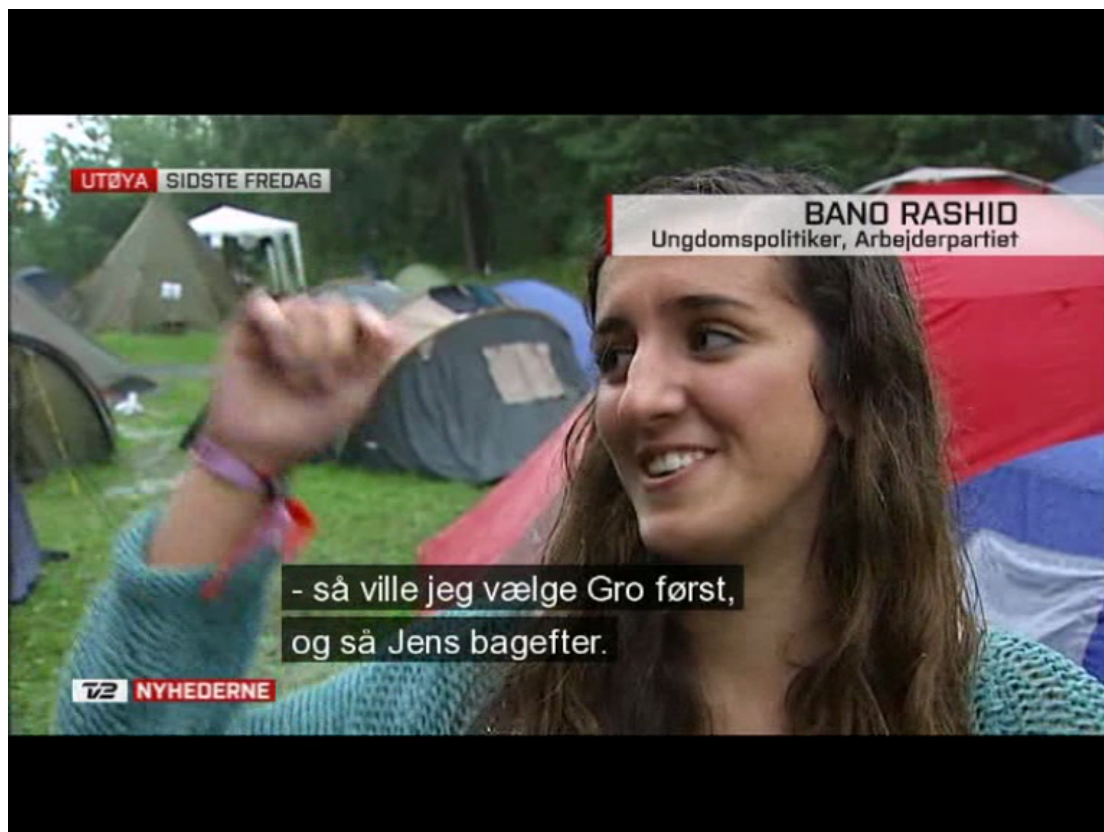 UTØYA SIDSTE FREDAG
BANO RASHID
Ungdomspolitiker, Arbejderpartiet
- så ville jeg vælge Gro først,
og så Jens bagefter.
TV2 NYHEDERNE